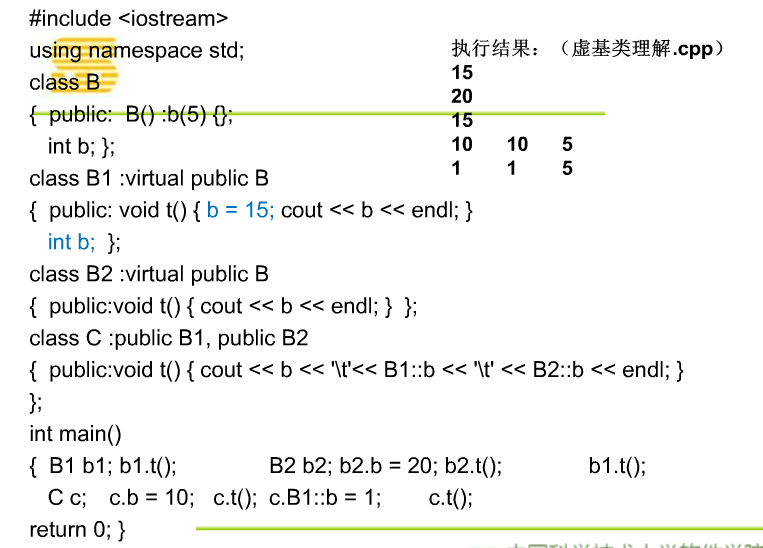 #include <iostream>
using namespace std;
class B
{ public: B() :b(5) {};
int b; };
class B1 :virtual public B
{ public: void t() { b = 15; cout << b << endl; }
int b; };
class B2 :virtual public B
{ public:void t() { cout << b << endl; } };
class C :public B1, public B2
{ public:void t() { cout << b << '\t'<< B1::b << '\t' << B2::b << endl; }
};
int main()
{ B1 b1; b1.t(); B2 b2; b2.b = 20; b2.t(); b1.t();
C c; c.b = 10; c.t(); c.B1::b = 1; c.t();
return 0; }
执行结果：（虚基类理解.cpp）
15
20
15
10 10 5
1 1 5